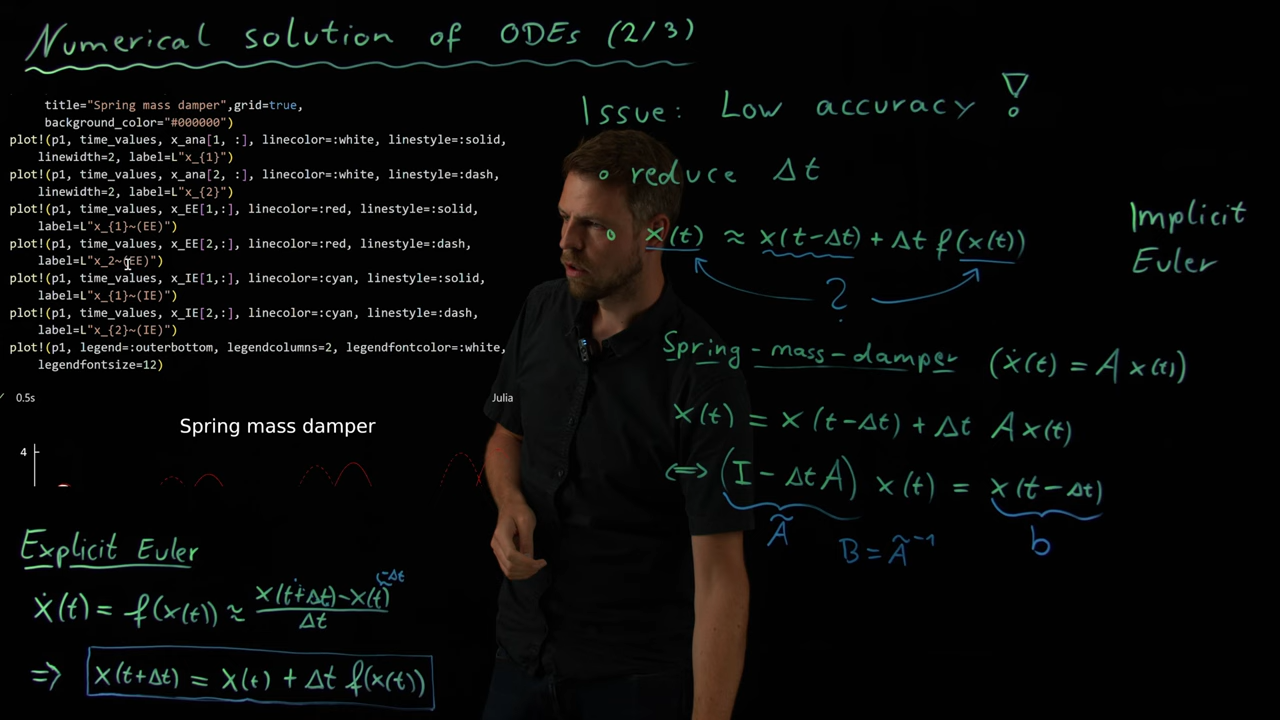 Numerical solution of ODEs (2/3)
title="Spring mass damper",grid=true,
background_color="#000000")
plot!(p1, time_values, x_ana[1, :], linecolor=:white, linestyle=:solid,
linewidth=2, label=L"x_{1}")
plot!(p1, time_values, x_ana[2, :], linecolor=:white, linestyle=:dash,
linewidth=2, label=L"x_{2}")
plot!(p1, time_values, x_EE[1,:], linecolor=:red, linestyle=:solid,
label=L"x_{1}~(EE)")
plot!(p1, time_values, x_EE[2,:], linecolor=:red, linestyle=:dash,
label=L"x_2~(EE)")
plot!(p1, time_values, x_IE[1,:], linecolor=:cyan, linestyle=:solid,
label=L"x_{1}~(IE)")
plot!(p1, time_values, x_IE[2,:], linecolor=:cyan, linestyle=:dash,
label=L"x_{2}~(IE)")
plot!(p1, legend=:outerbottom, legendcolumns=2, legendfontcolor=:white,
legendfontsize=12)
✓ 0.5s Julia
Spring mass damper
4
Explicit Euler
ẋ(t) = f(x(t)) ≈ (x(t+Δt)-x(t))/Δt
-Δt
⇒ x(t+Δt) = x(t) + Δt f(x(t))
Issue: Low accuracy !
∘ reduce Δt
∘ x(t) ≈ x(t-Δt) + Δt f(x(t))
?
Implicit
Euler
Spring-mass-damper (ẋ(t) = A x(t))
x(t) = x(t-Δt) + Δt A x(t)
⇔ (I - Δt A) x(t) = x(t-Δt)
Ã b
B = Ã⁻¹